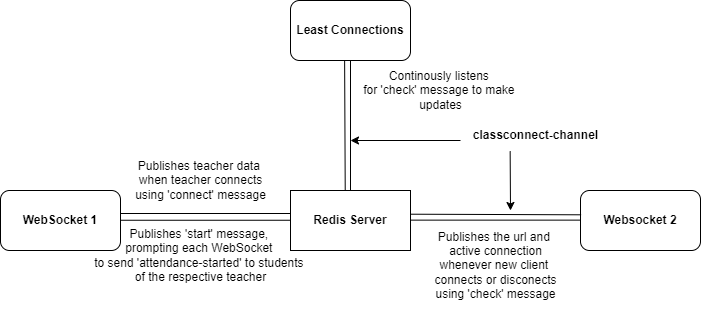 Least Connections
Continously listens
for 'check' message to make
updates
classconnect-channel
Publishes teacher data
when teacher connects
using 'connect' message
WebSocket 1
Redis Server
Websocket 2
Publishes 'start' message,
prompting each WebSocket
to send 'attendance-started' to students
of the respective teacher
Publishes the url and
active connection
whenever new client
connects or disconects
using 'check' message